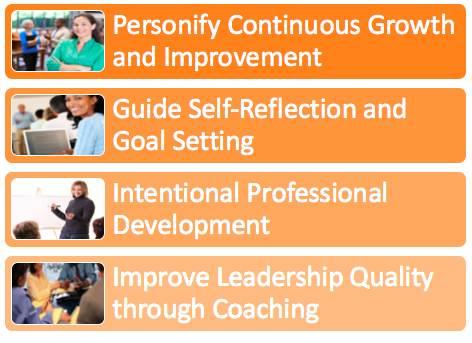 Personify Continuous Growth
and Improvement
Guide Self-Reflection and
Goal Setting
Intentional Professional
Development
Improve Leadership Quality
through Coaching